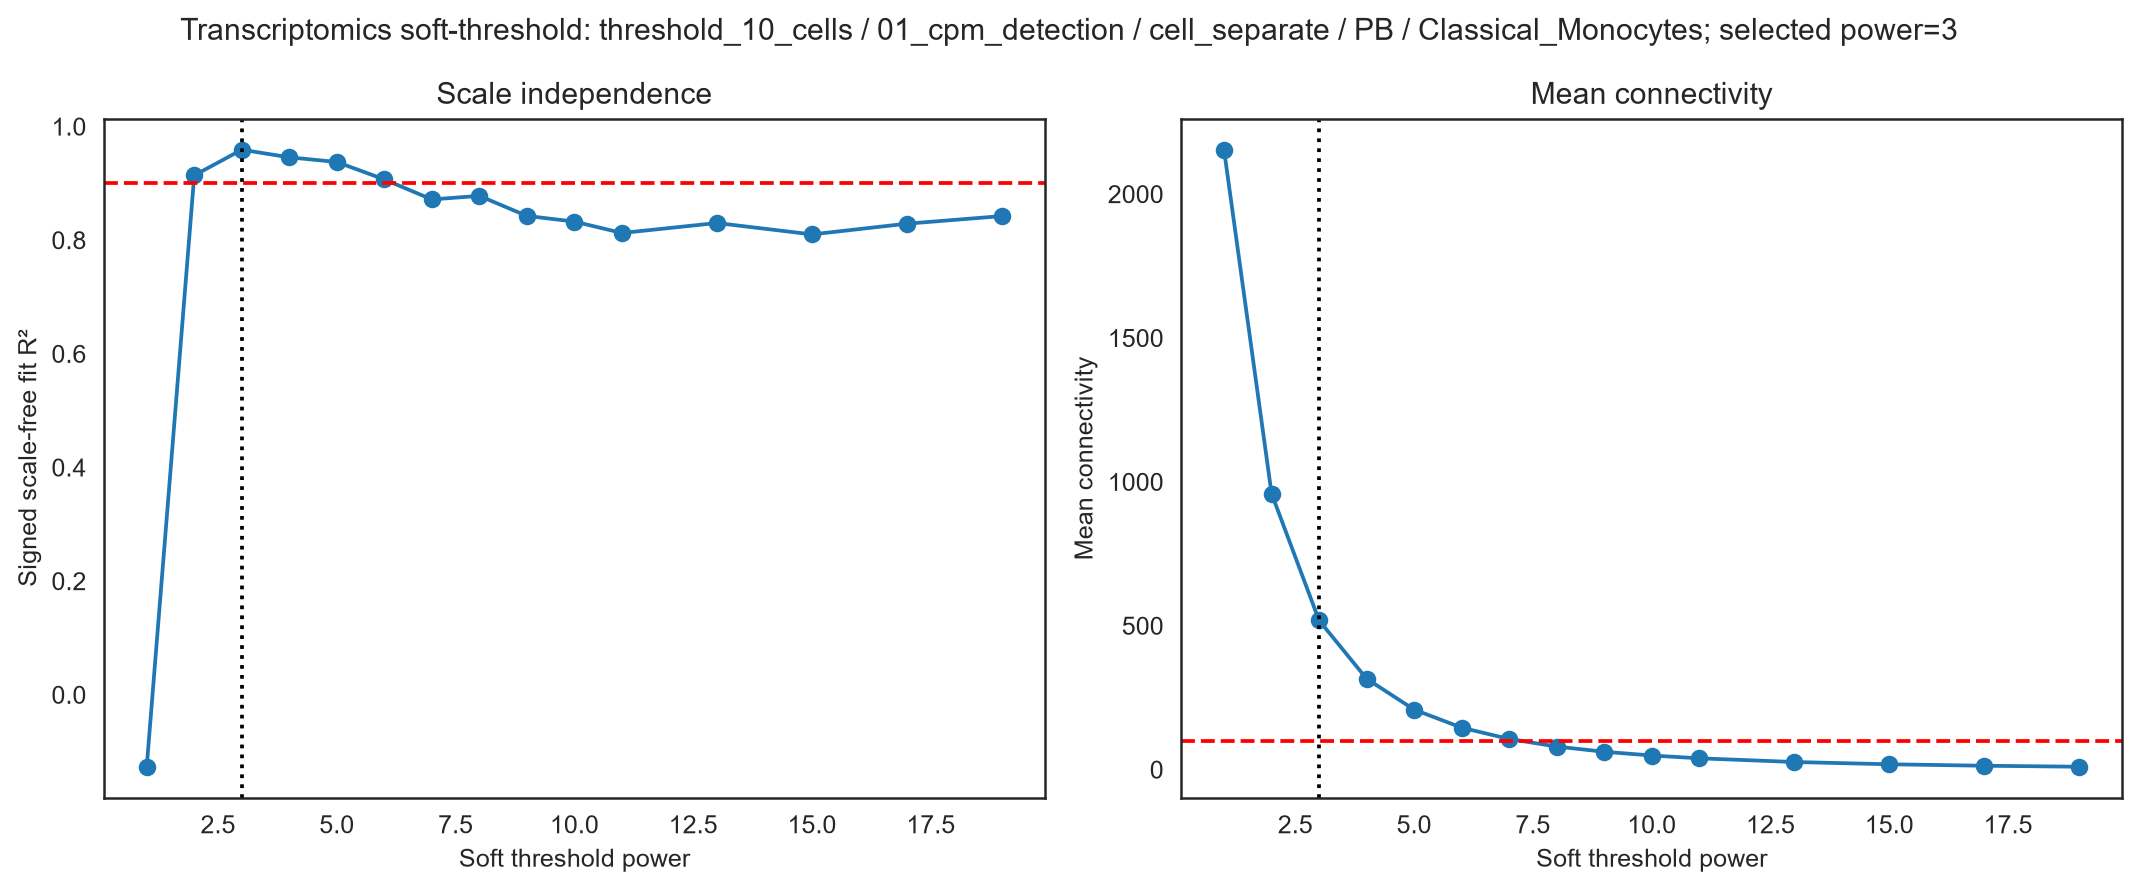 Transcriptomics soft-threshold: threshold_10_cells / 01_cpm_detection / cell_separate / PB / Classical_Monocytes; selected power=3
Scale independence
Signed scale-free fit R²
1.0
0.8
0.6
0.4
0.2
0.0
2.5 5.0 7.5 10.0 12.5 15.0 17.5
Soft threshold power
Mean connectivity
Mean connectivity
2000
1500
1000
500
0
2.5 5.0 7.5 10.0 12.5 15.0 17.5
Soft threshold power